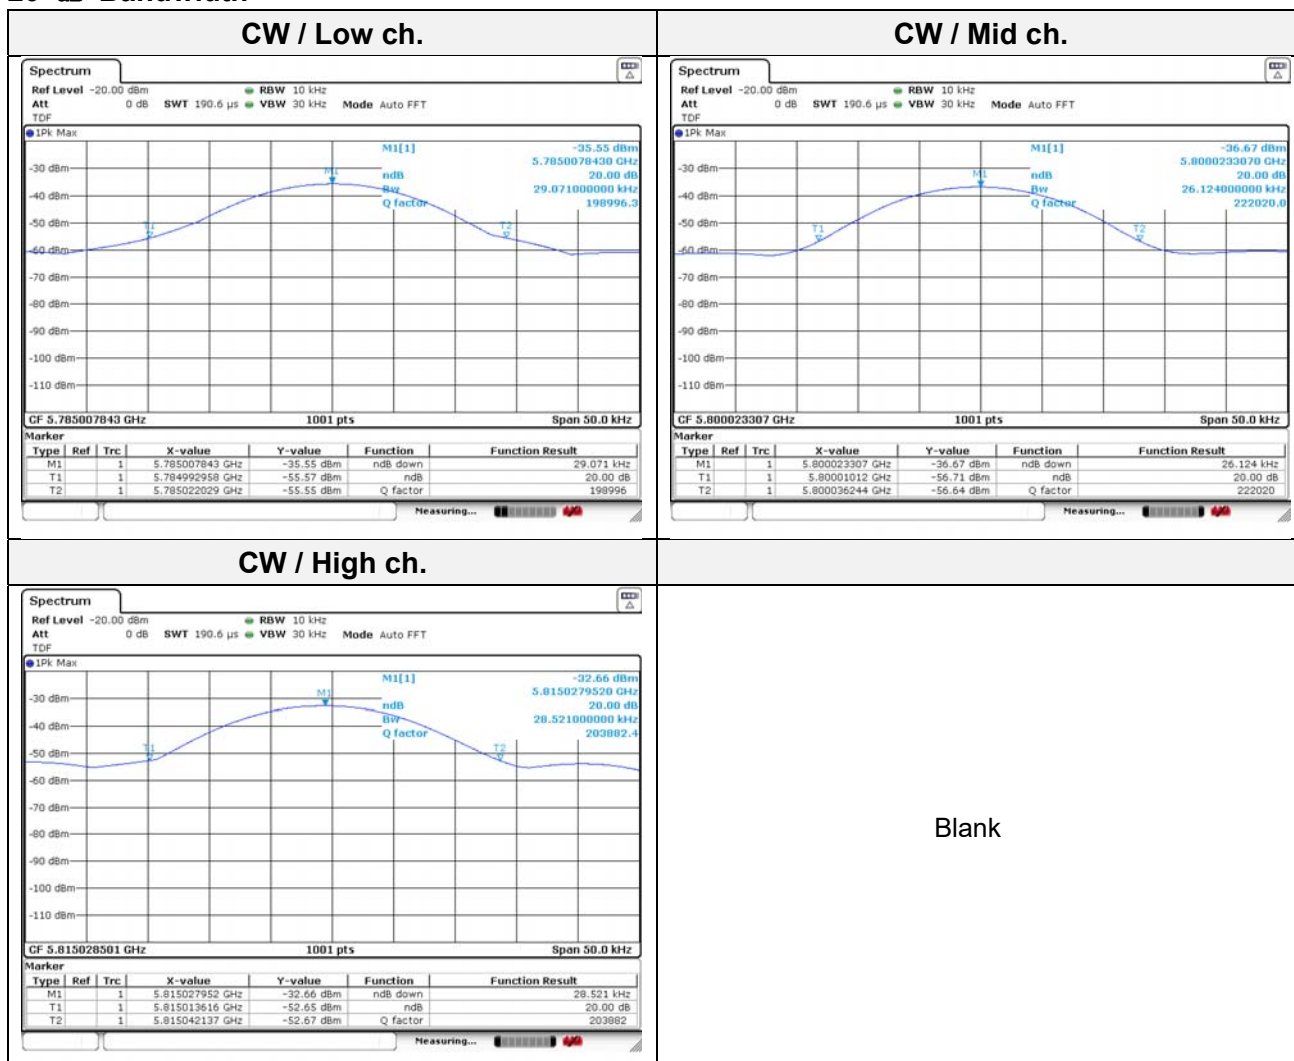 CW / Low ch.
Spectrum
Ref Level -20.00 dBm RBW 10 kHz
Att 0 dB SWT 190.6 µs VBW 30 kHz Mode Auto FFT
TDF
1Pk Max
M1[1] -35.55 dBm
5.7850078430 GHz
ndB 20.00 dB
Bw 29.071000000 kHz
Q factor 198996.3
M1
T1
T2
-30 dBm
-40 dBm
-50 dBm
-60 dBm
-70 dBm
-80 dBm
-90 dBm
-100 dBm
-110 dBm
CF 5.785007843 GHz 1001 pts Span 50.0 kHz
Marker
Type Ref Trc X-value Y-value Function Function Result
M1 1 5.785007843 GHz -35.55 dBm ndB down 29.071 kHz
T1 1 5.784992958 GHz -55.57 dBm ndB 20.00 dB
T2 1 5.785022029 GHz -55.55 dBm Q factor 198996
Measuring...
CW / Mid ch.
Spectrum
Ref Level -20.00 dBm RBW 10 kHz
Att 0 dB SWT 190.6 µs VBW 30 kHz Mode Auto FFT
TDF
1Pk Max
M1[1] -36.67 dBm
5.8000233070 GHz
ndB 20.00 dB
Bw 26.124000000 kHz
Q factor 222020.0
M1
T1
T2
-30 dBm
-40 dBm
-50 dBm
-60 dBm
-70 dBm
-80 dBm
-90 dBm
-100 dBm
-110 dBm
CF 5.800023307 GHz 1001 pts Span 50.0 kHz
Marker
Type Ref Trc X-value Y-value Function Function Result
M1 1 5.800023307 GHz -36.67 dBm ndB down 26.124 kHz
T1 1 5.80001012 GHz -56.71 dBm ndB 20.00 dB
T2 1 5.800036244 GHz -56.64 dBm Q factor 222020
Measuring...
CW / High ch.
Spectrum
Ref Level -20.00 dBm RBW 10 kHz
Att 0 dB SWT 190.6 µs VBW 30 kHz Mode Auto FFT
TDF
1Pk Max
M1[1] -32.66 dBm
5.8150279520 GHz
ndB 20.00 dB
Bw 28.521000000 kHz
Q factor 203882.4
M1
T1
T2
-30 dBm
-40 dBm
-50 dBm
-60 dBm
-70 dBm
-80 dBm
-90 dBm
-100 dBm
-110 dBm
CF 5.815028501 GHz 1001 pts Span 50.0 kHz
Marker
Type Ref Trc X-value Y-value Function Function Result
M1 1 5.815027952 GHz -32.66 dBm ndB down 28.521 kHz
T1 1 5.815013616 GHz -52.65 dBm ndB 20.00 dB
T2 1 5.815042137 GHz -52.67 dBm Q factor 203882
Measuring...
Blank